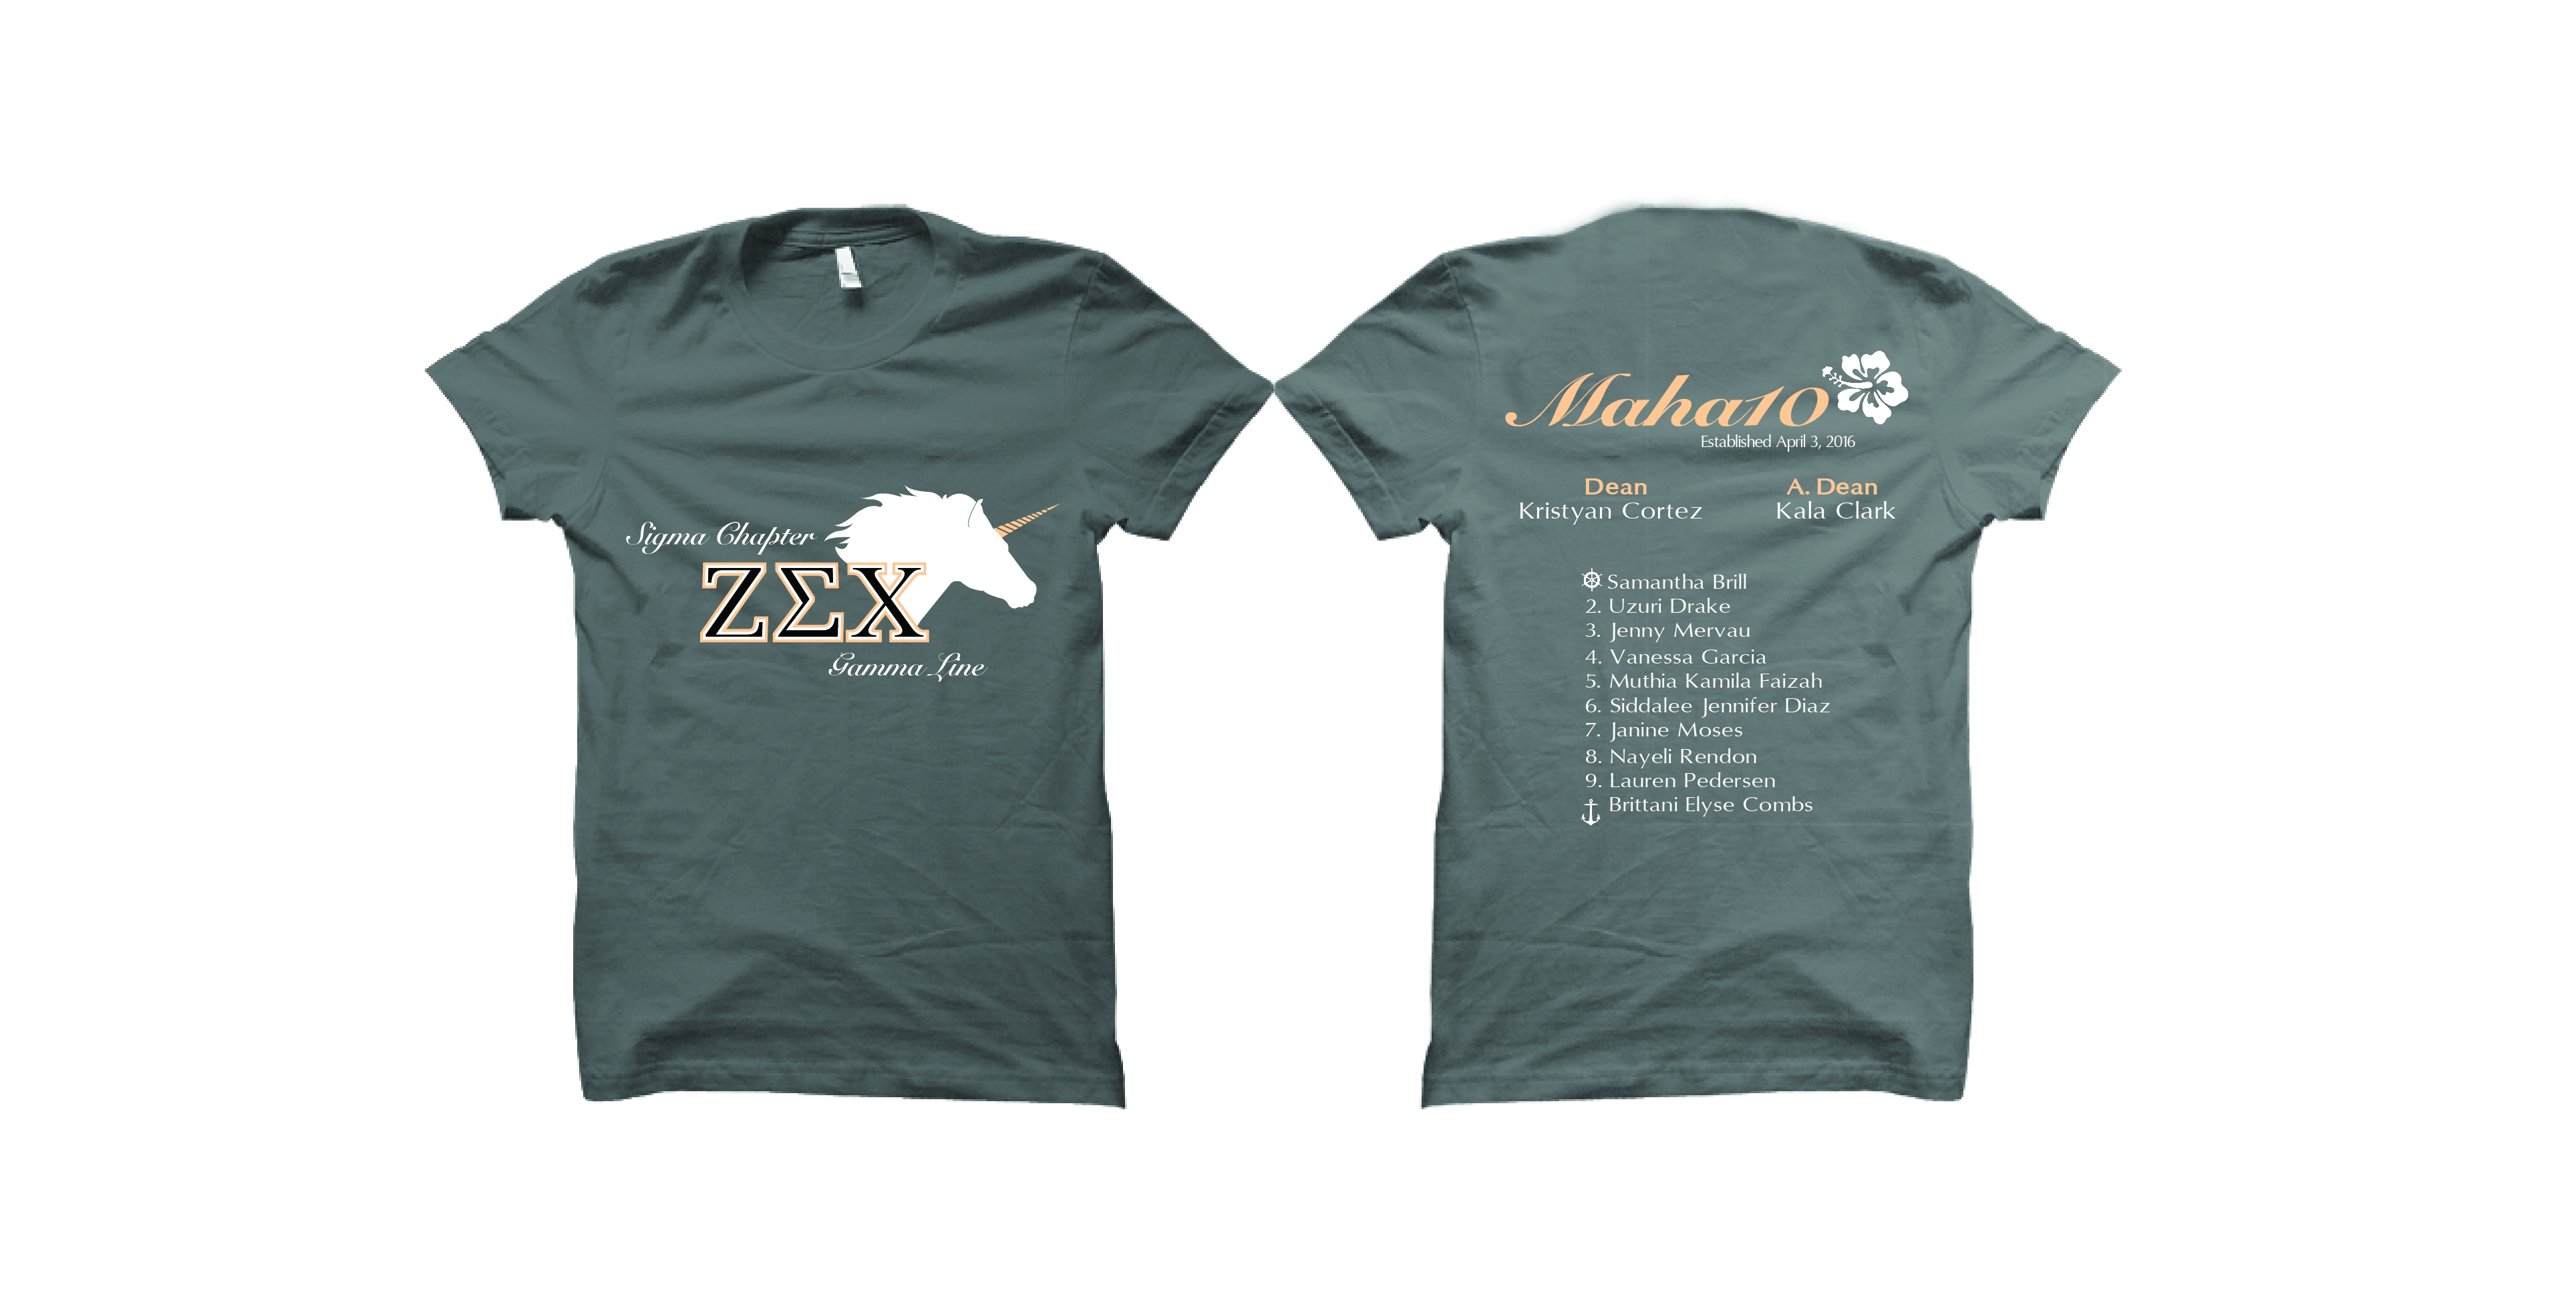 Sigma Chapter
ΖΣΧ
Gamma Line
Maha10
Established April 3, 2016
Dean
Kristyan Cortez
A. Dean
Kala Clark
Samantha Brill
2. Uzuri Drake
3. Jenny Mervau
4. Vanessa Garcia
5. Muthia Kamila Faizah
6. Siddalee Jennifer Diaz
7. Janine Moses
8. Nayeli Rendon
9. Lauren Pedersen
Brittani Elyse Combs